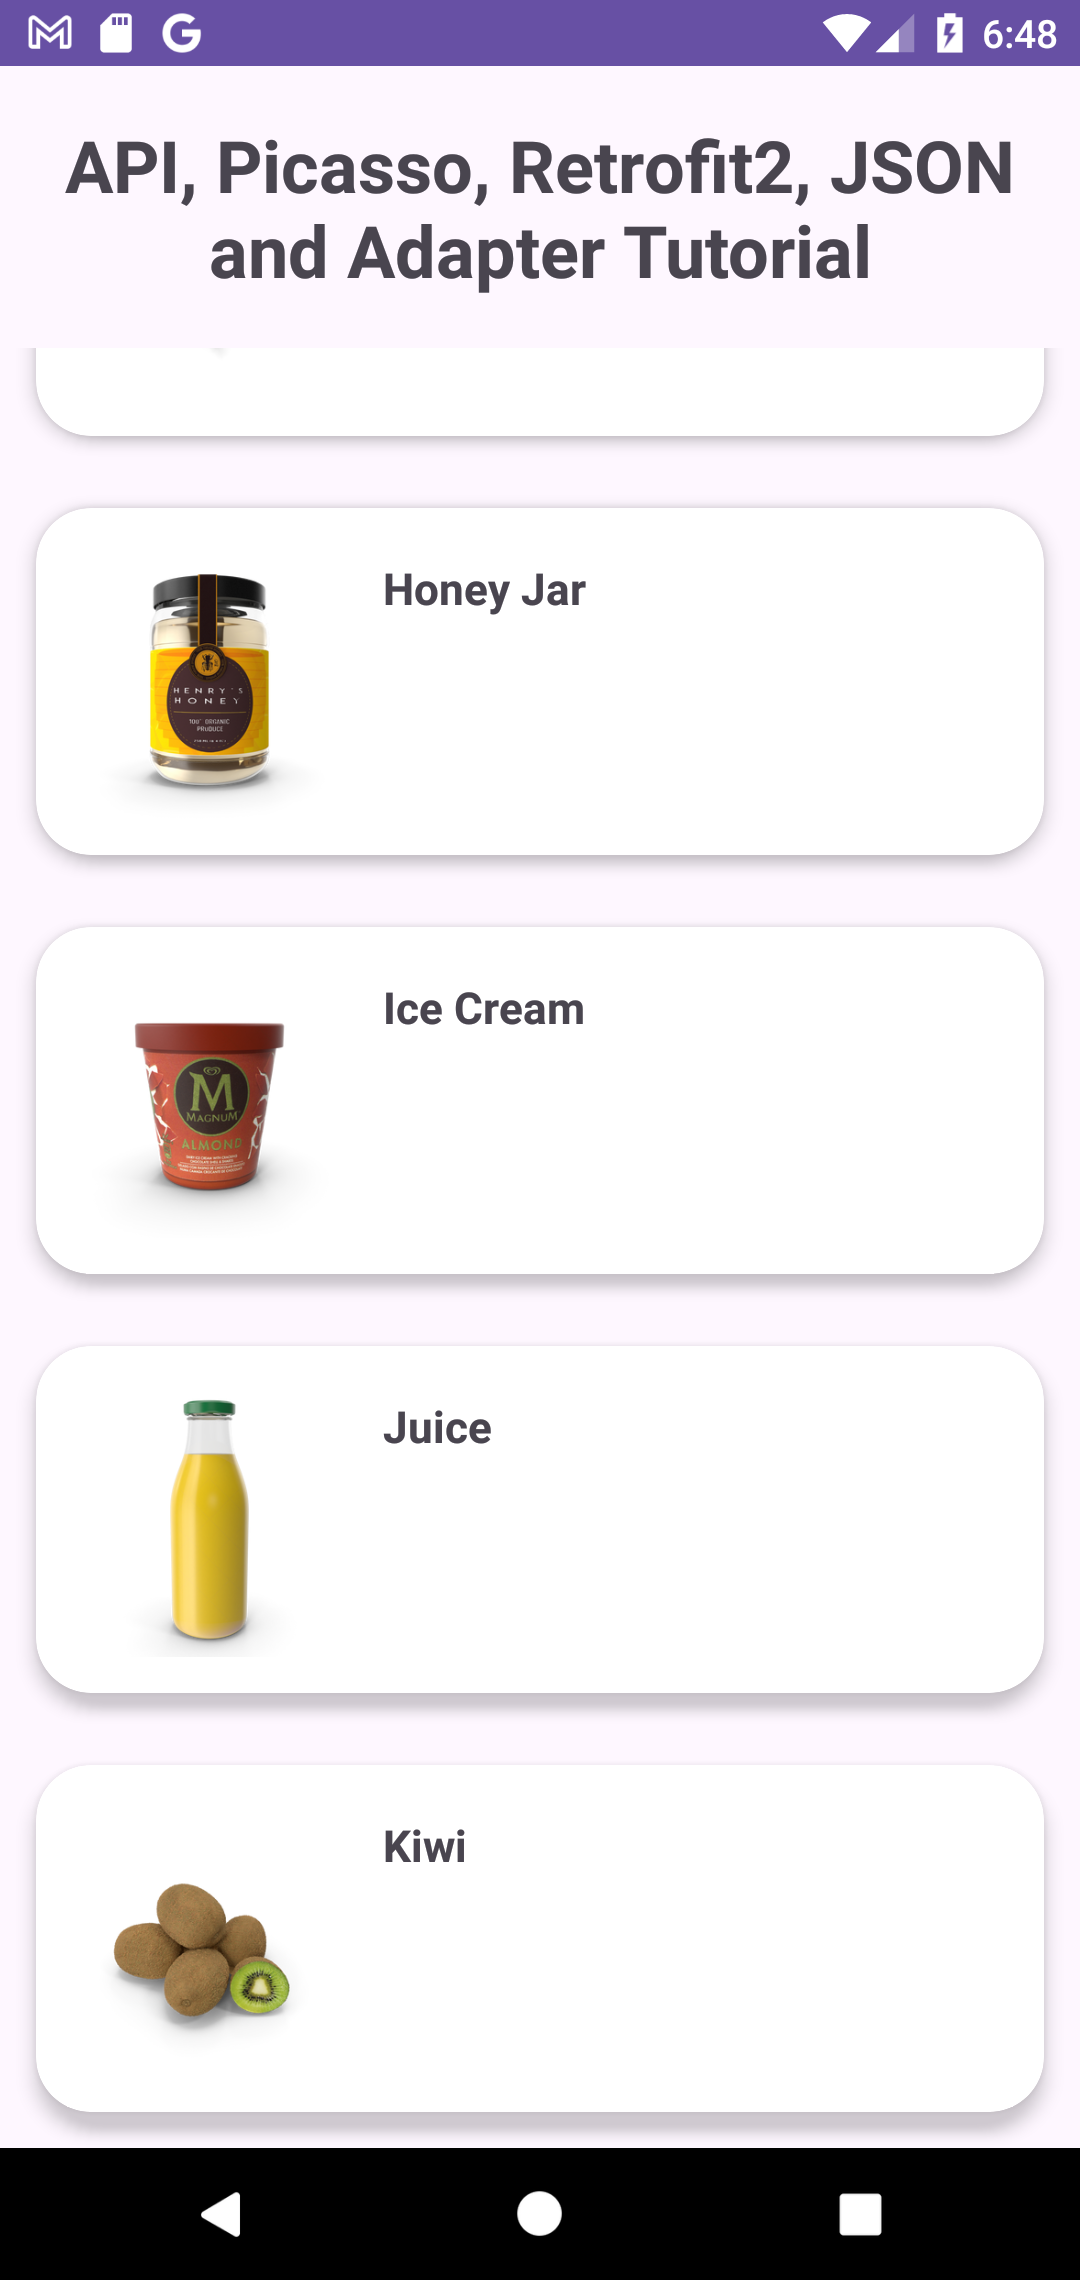 6:48
API, Picasso, Retrofit2, JSON
and Adapter Tutorial
Honey Jar
HENRY'S
HONEY
100% ORGANIC
PRODUCE
Ice Cream
M
MAGNUM
ALMOND
Juice
Kiwi